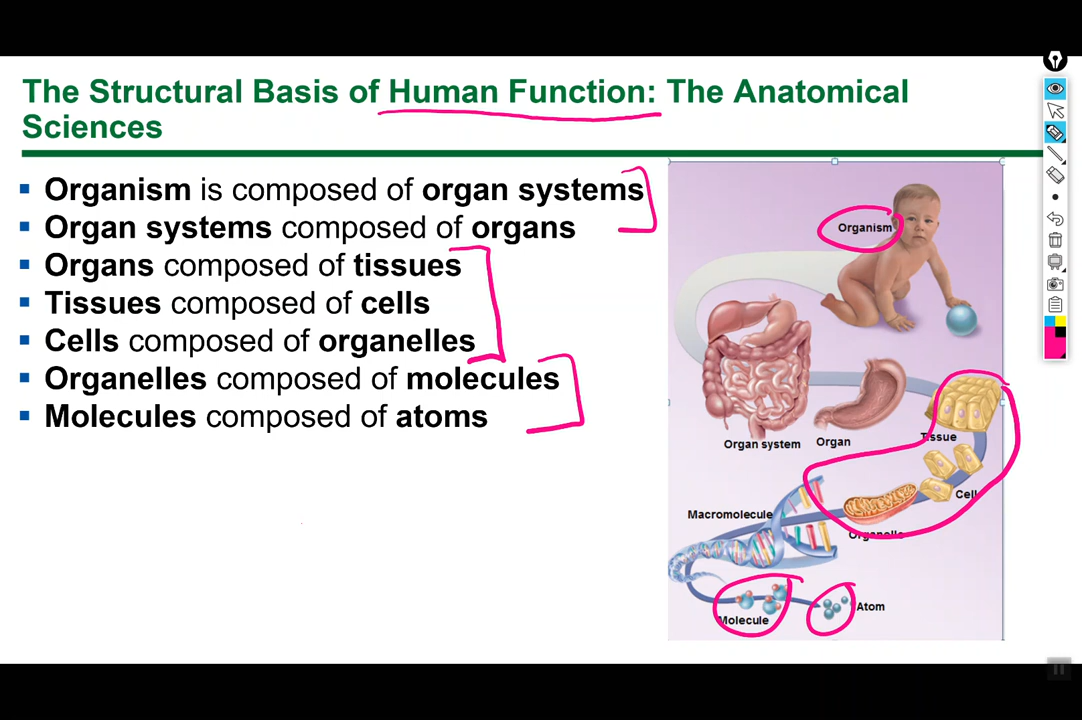 The Structural Basis of Human Function: The Anatomical
Sciences
▪ Organism is composed of organ systems
▪ Organ systems composed of organs
▪ Organs composed of tissues
▪ Tissues composed of cells
▪ Cells composed of organelles
▪ Organelles composed of molecules
▪ Molecules composed of atoms
Organism
Organ system
Organ
Tissue
Cell
Macromolecule
Organelle
Molecule
Atom